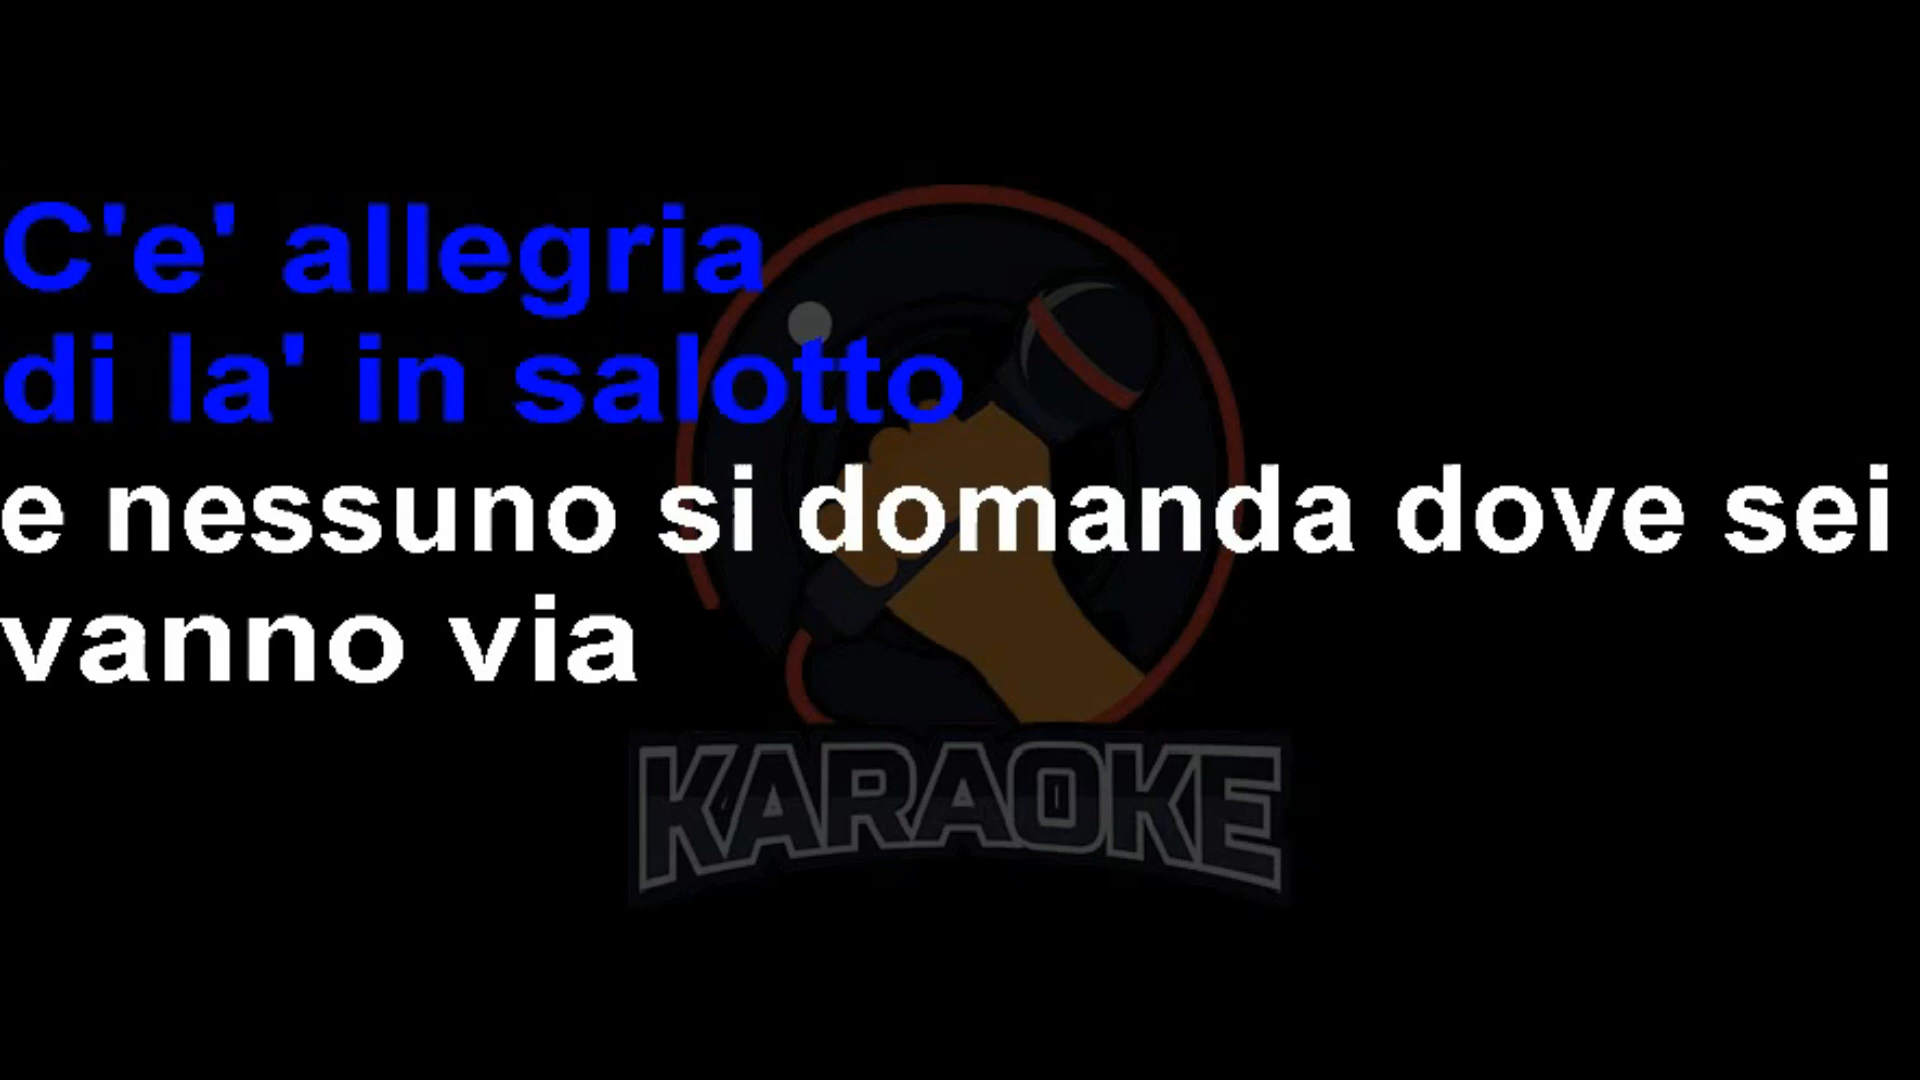 C'e' allegria
di la' in salotto
e nessuno si domanda dove sei
vanno via
KARAOKE